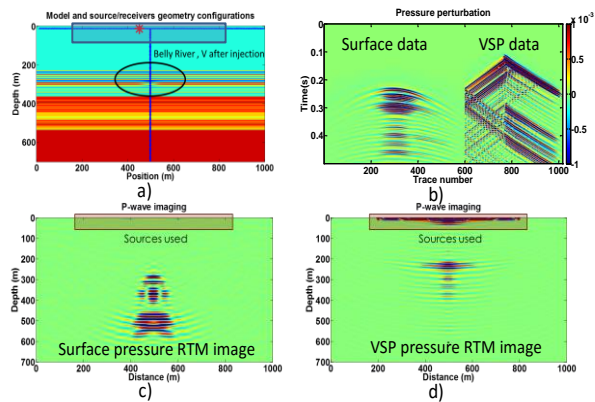 Model and source/receivers geometry configurations
Belly River , V after injection
0
200
400
600
Depth (m)
0 200 400 600 800 1000
Position (m)
a)
Pressure perturbation
Surface data VSP data
0
0.2
0.4
Time(s)
0 200 400 600 800 1000
Trace number
x 10-3
1
0.5
0
-0.5
-1
b)
P-wave imaging
Sources used
0
100
200
300
400
500
600
700
Depth (m)
0 200 400 600 800 1000
Distance (m)
Surface pressure RTM image
c)
P-wave imaging
Sources used
0
100
200
300
400
500
600
700
Depth (m)
0 200 400 600 800 1000
Distance (m)
VSP pressure RTM image
d)